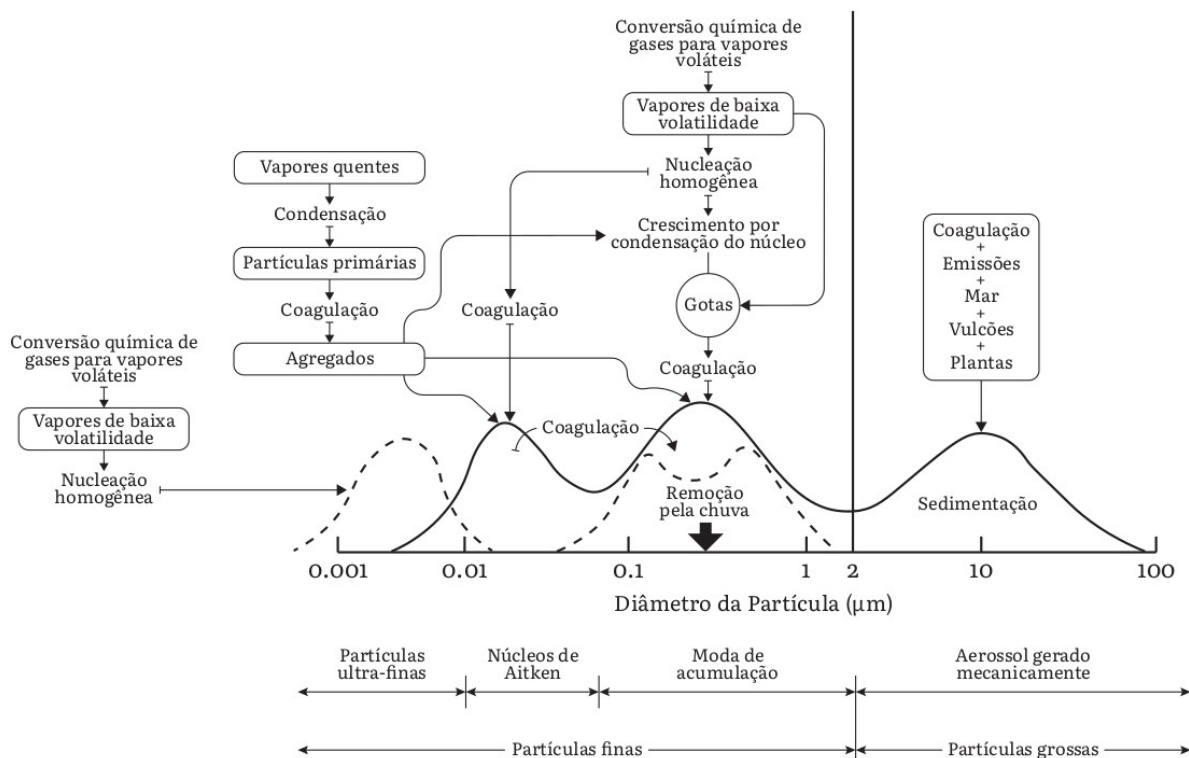 Conversão química de
gases para vapores
voláteis
Vapores de baixa
volatilidade
Nucleação
homogênea
Crescimento por
condensação do núcleo
Gotas
Coagulação
Vapores quentes
Condensação
Partículas primárias
Coagulação
Agregados
Coagulação
Conversão química de
gases para vapores
voláteis
Vapores de baixa
volatilidade
Nucleação
homogênea
Coagulação
+
Emissões
+
Mar
+
Vulcões
+
Plantas
Coagulação
Remoção
pela chuva
Sedimentação
0.001 0.01 0.1 1 2 10 100
Diâmetro da Partícula (µm)
Partículas
ultra-finas
Núcleos de
Aitken
Moda de
acumulação
Aerossol gerado
mecanicamente
Partículas finas
Partículas grossas